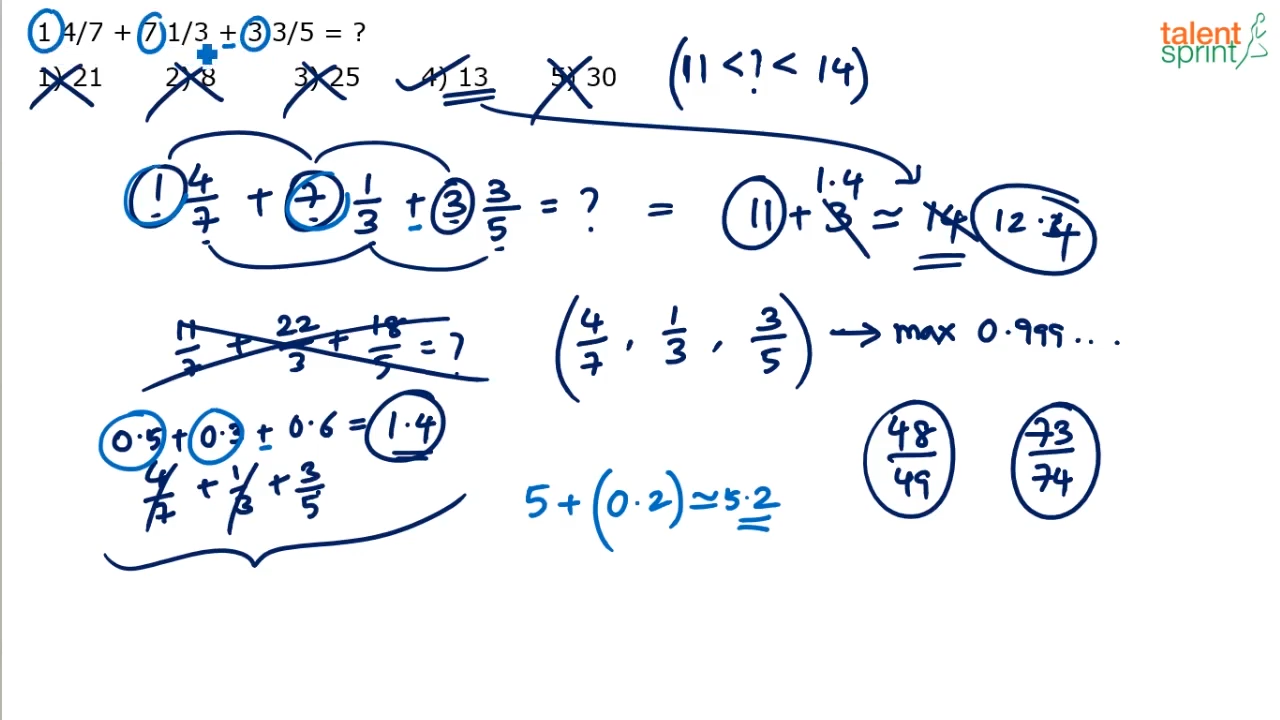 1 4/7 + 7 1/3 + 3 3/5 = ?
talent
sprint
1) 21 2) 8 3) 25 4) 13 5) 30 (11 < ? < 14)
1 4/7 + 7 1/3 + 3 3/5 = ? = 11 + 3 1.4 ≈ 14 12.4
11/7 + 22/3 + 18/5 = ? (4/7, 1/3, 3/5) → max 0.999...
0.5 + 0.3 + 0.6 = 1.4 48/49 73/74
4/7 + 1/3 + 3/5 5 + (0.2) ≈ 5.2